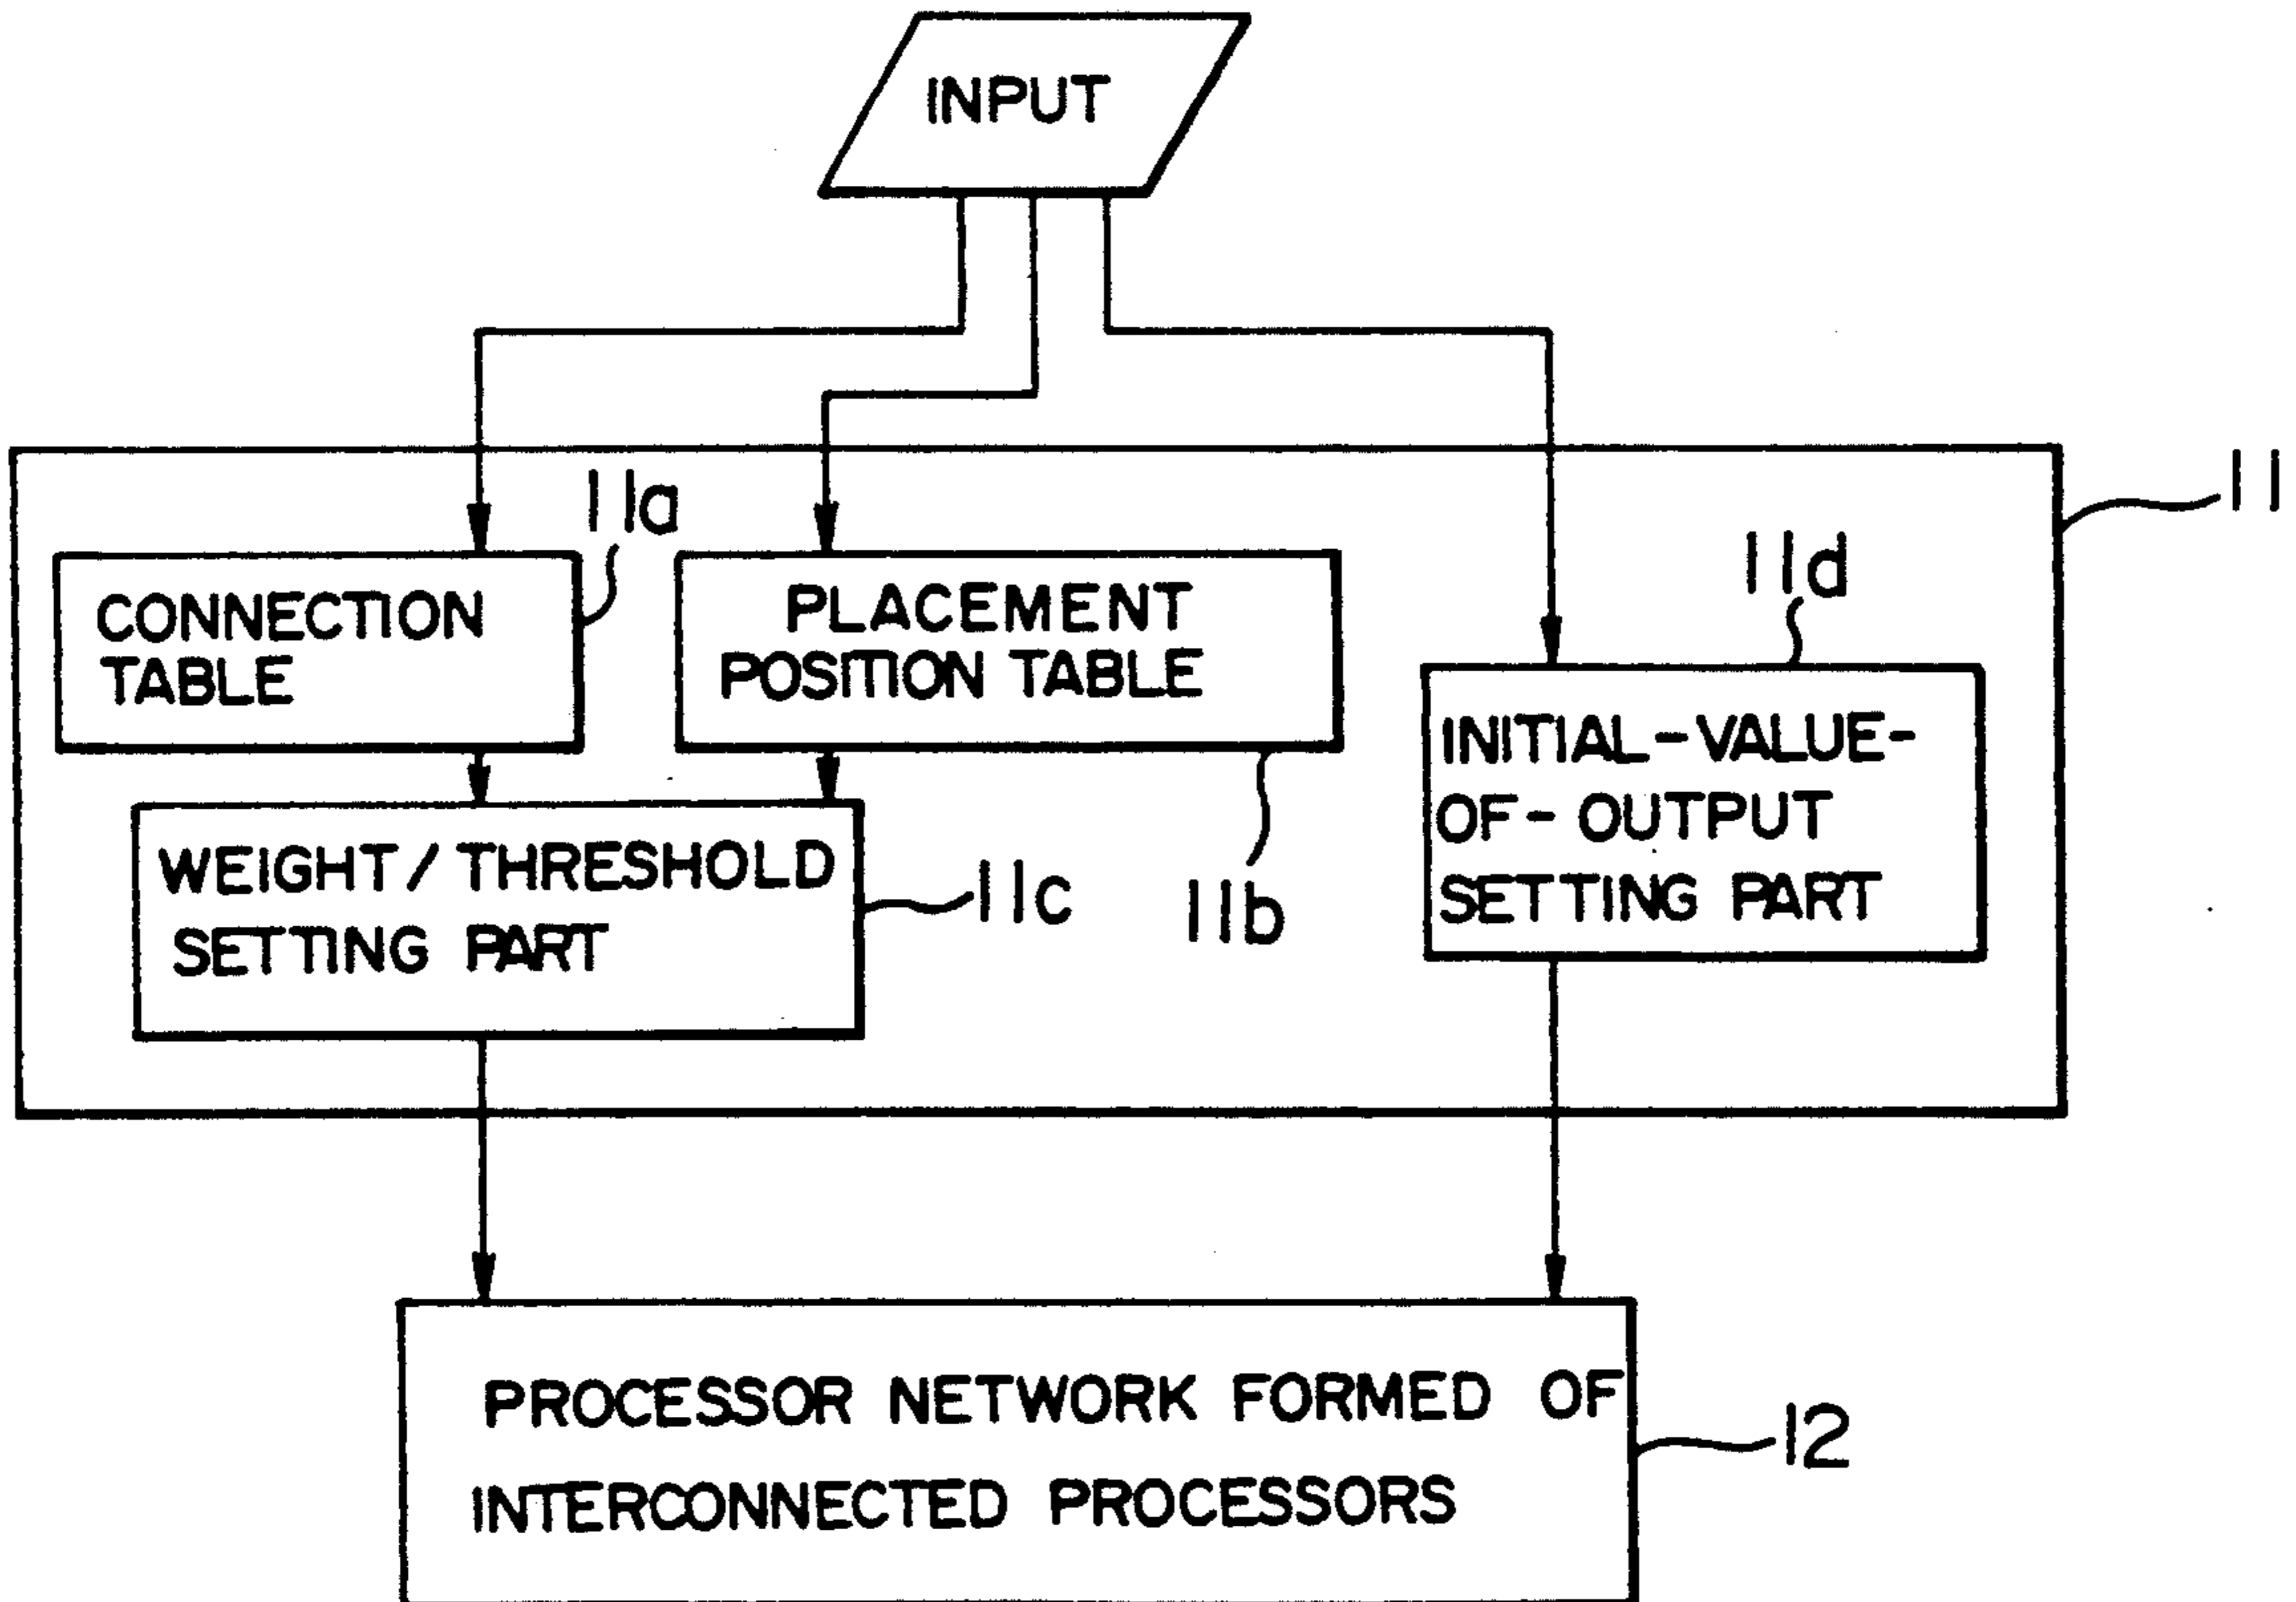 INPUT
11
11a
11d
CONNECTION
TABLE
PLACEMENT
POSITION TABLE
INITIAL-VALUE-
OF-OUTPUT
SETTING PART
WEIGHT/THRESHOLD
SETTING PART
11c
11b
PROCESSOR NETWORK FORMED OF
INTERCONNECTED PROCESSORS
12